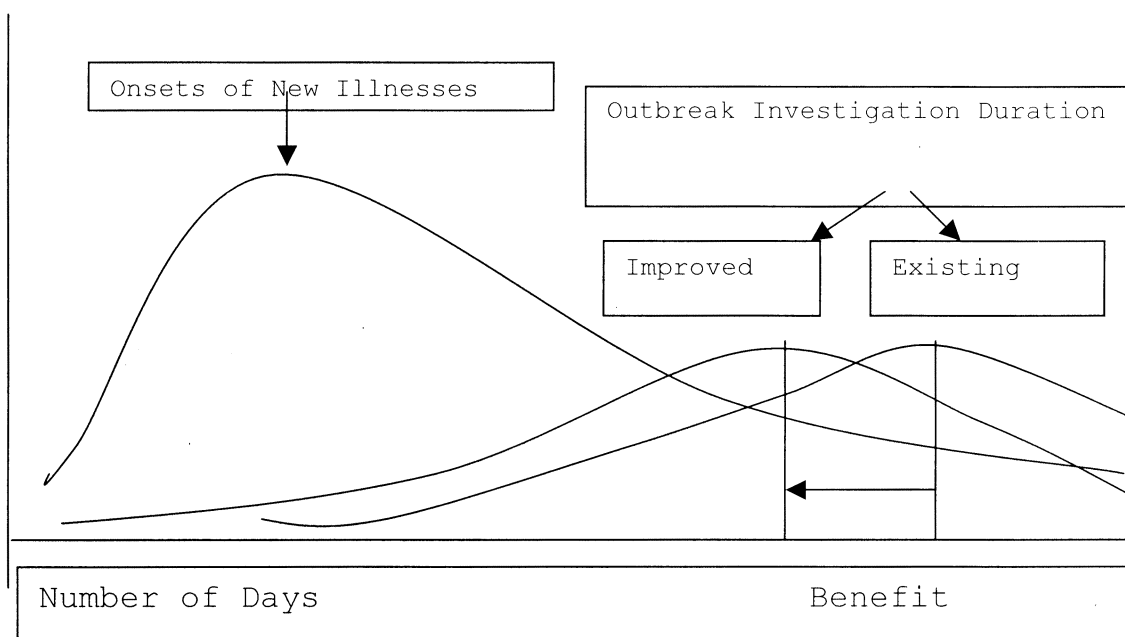 Onsets of New Illnesses
Outbreak Investigation Duration
Improved
Existing
Number of Days
Benefit